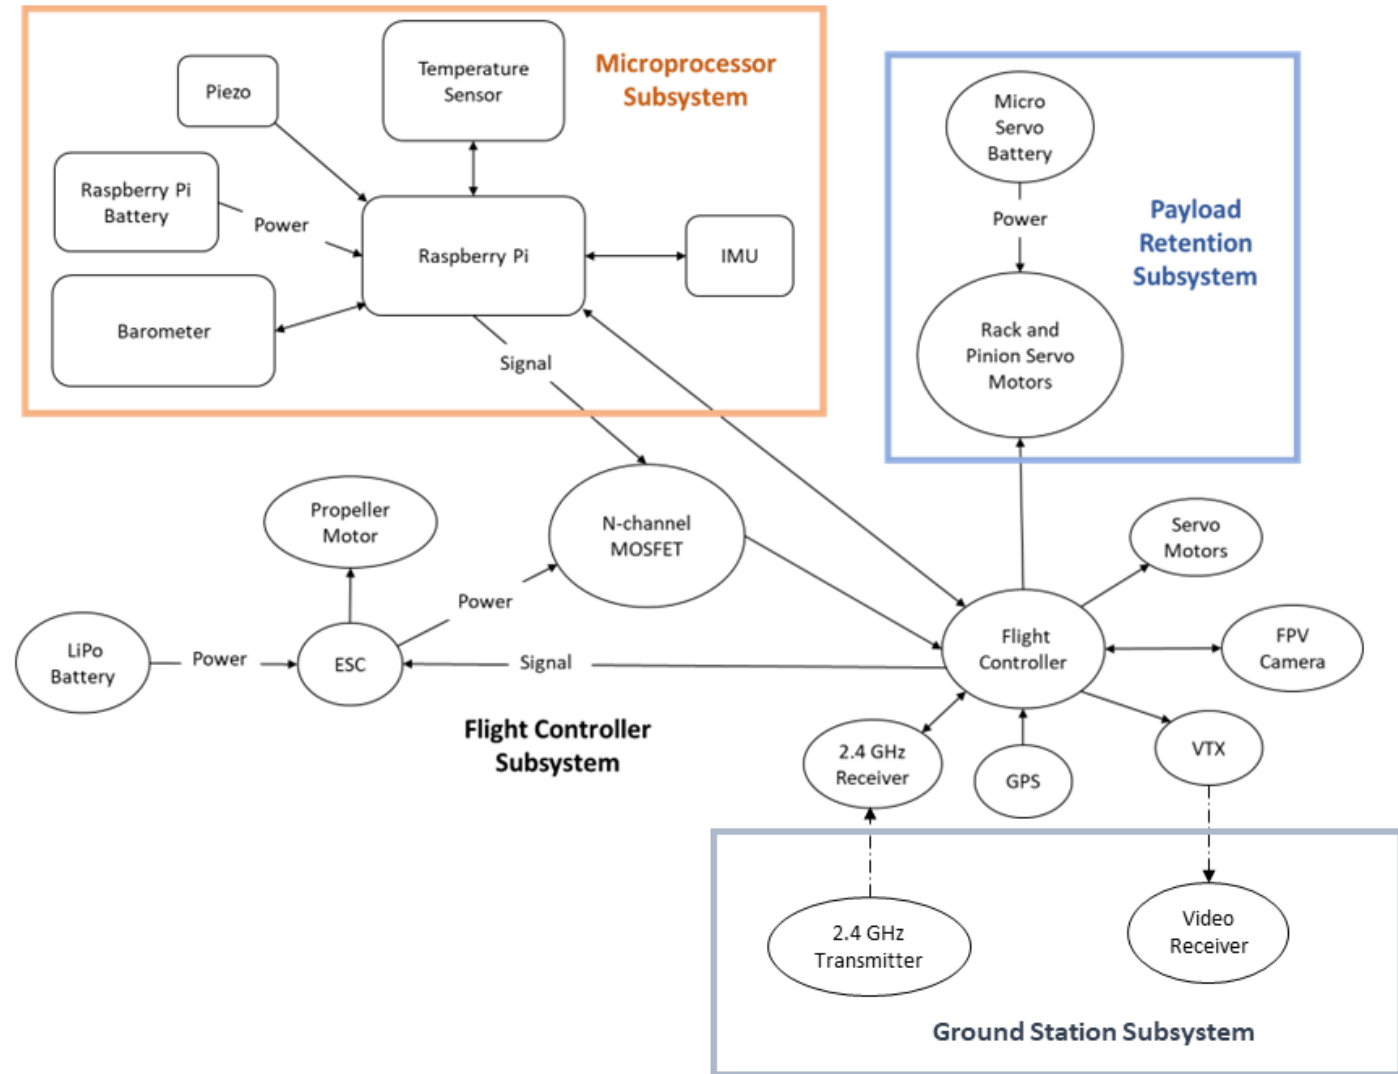 Microprocessor
Subsystem
Piezo
Temperature
Sensor
Raspberry Pi
Battery
Power
Raspberry Pi
IMU
Barometer
Signal
Micro
Servo
Battery
Power
Payload
Retention
Subsystem
Rack and
Pinion Servo
Motors
Propeller
Motor
N-channel
MOSFET
Servo
Motors
Power
LiPo
Battery
Power
ESC
Signal
Flight
Controller
FPV
Camera
Flight Controller
Subsystem
2.4 GHz
Receiver
GPS
VTX
2.4 GHz
Transmitter
Video
Receiver
Ground Station Subsystem